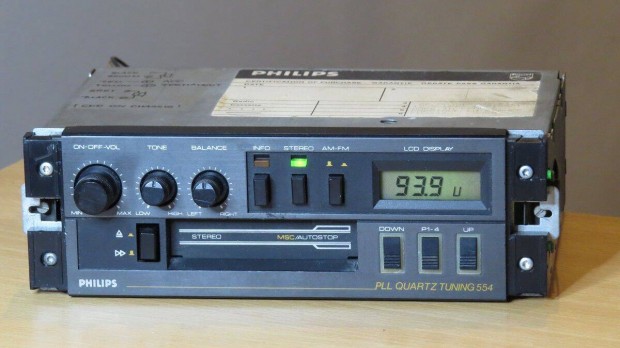 PHILIPS
ON-OFF-VOL TONE BALANCE INFO STEREO AM-FM LCD DISPLAY
93.9 U
MIN MAX LOW HIGH LEFT RIGHT
DOWN P1-4 UP
STEREO MSC/AUTOSTOP
PHILIPS
PLL QUARTZ TUNING 554